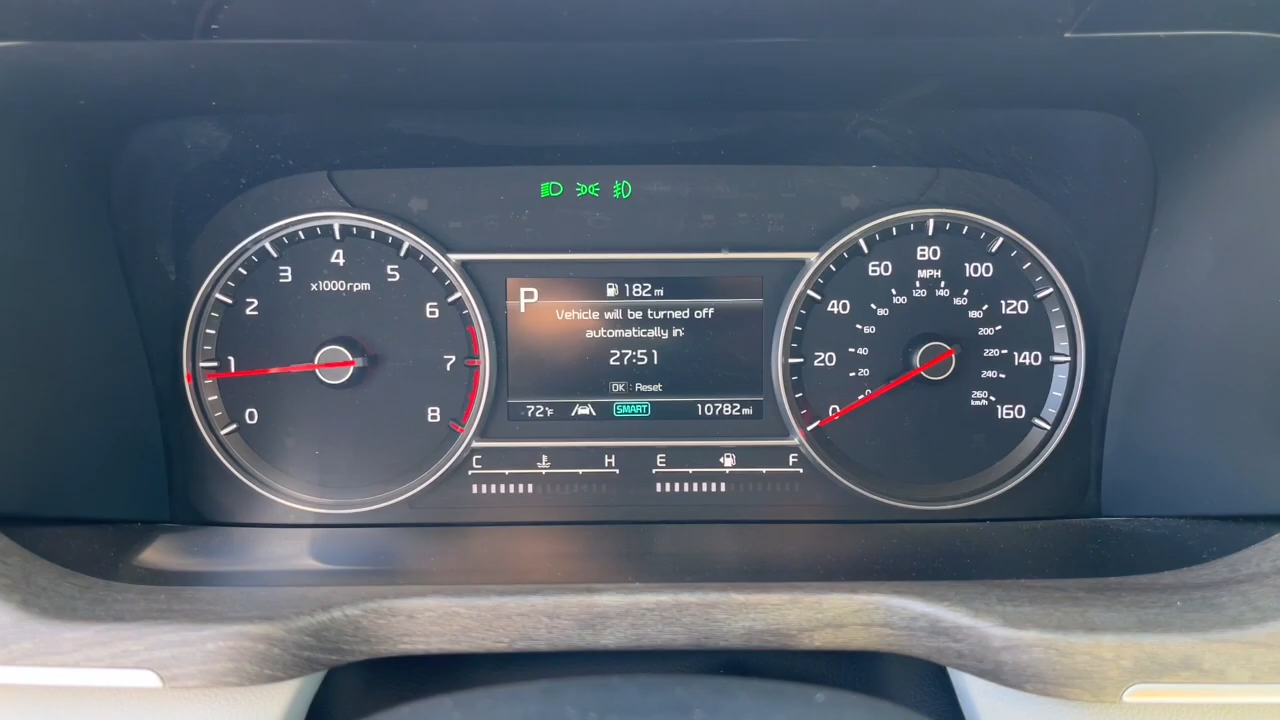 4
3
5
x1000rpm
2
6
1
7
0
8
P
182 mi
Vehicle will be turned off
automatically in:
27:51
OK : Reset
72°F
SMART
10782 mi
C
H
E
F
80
60
MPH
100
120
140
100
160
40
80
180
120
60
200
20
40
220
140
20
240
0
260
km/h
0
160